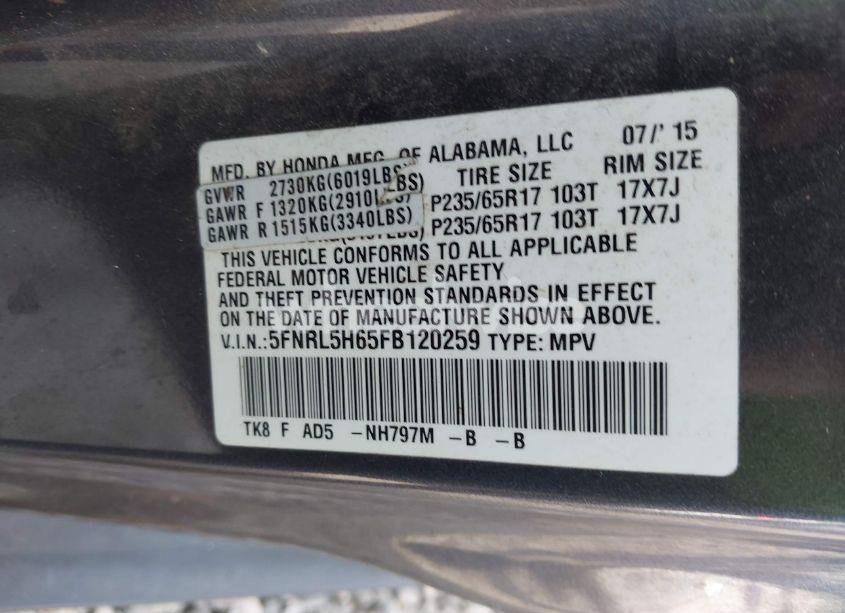 MFD. BY HONDA MFG. OF ALABAMA, LLC 07/' 15
TIRE SIZE RIM SIZE
GVWR 2730KG(6019LBS)
GAWR F 1320KG(2910LBS) P235/65R17 103T 17X7J
GAWR R 1515KG(3340LBS) P235/65R17 103T 17X7J
THIS VEHICLE CONFORMS TO ALL APPLICABLE
FEDERAL MOTOR VEHICLE SAFETY
AND THEFT PREVENTION STANDARDS IN EFFECT
ON THE DATE OF MANUFACTURE SHOWN ABOVE.
V.I.N.:5FNRL5H65FB120259 TYPE: MPV
TK8 F AD5 -NH797M -B -B